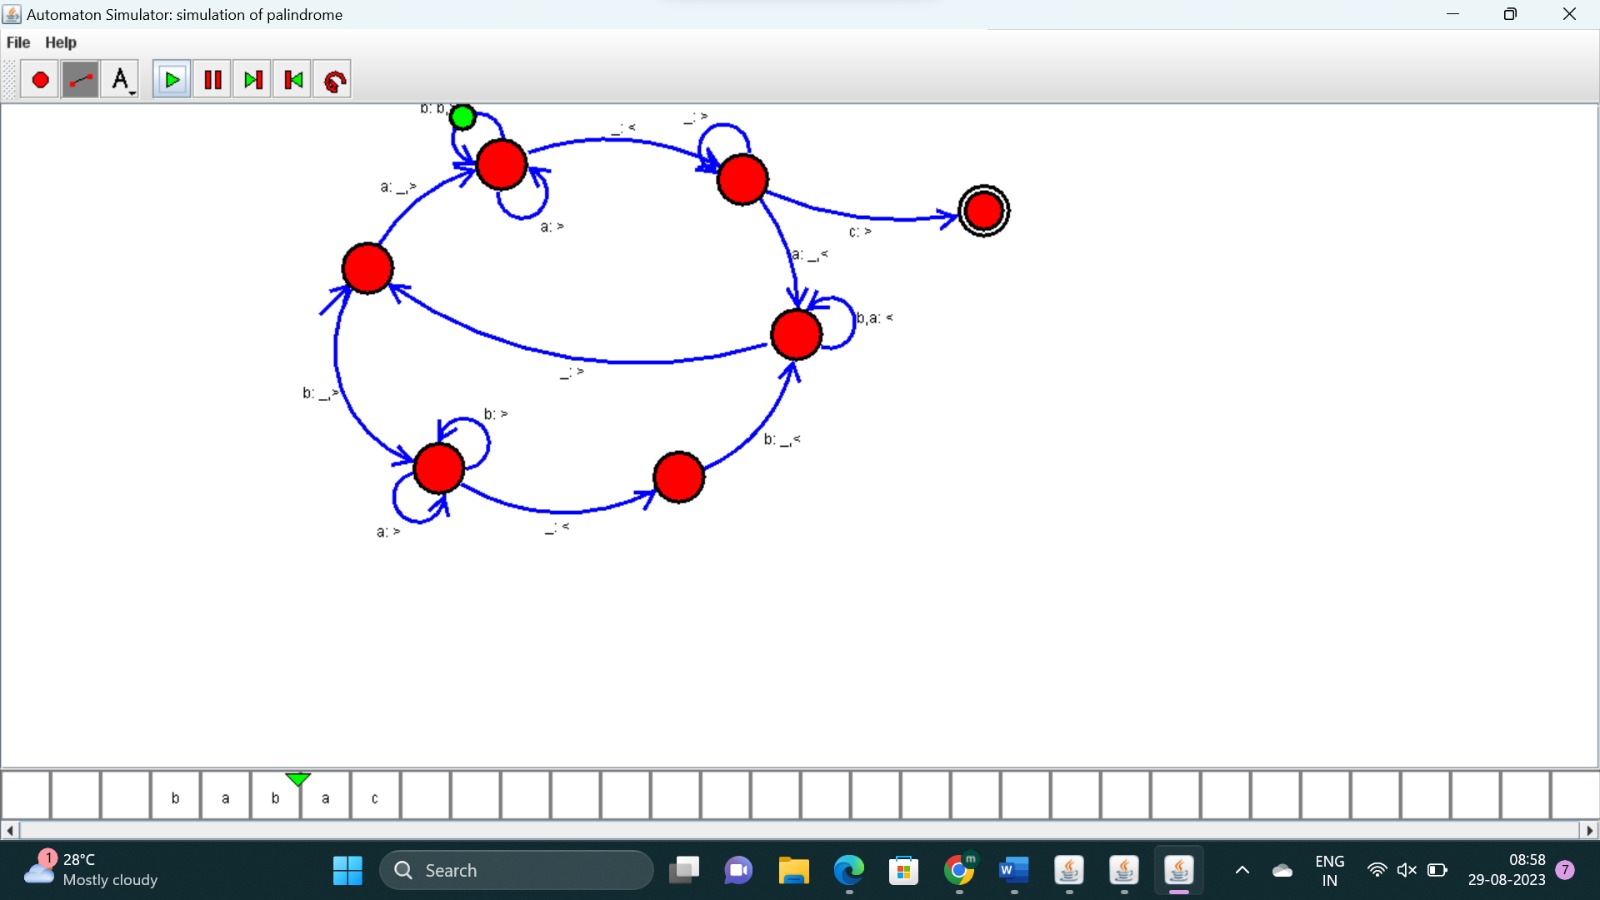 Automaton Simulator: simulation of palindrome
File Help
A
b: b,
_: <
_: >
a: _,>
a: >
c: >
a: _,<
b,a: <
_: >
b: _,>
b: >
b: _,<
a: >
_: <
b a b a c
1
28°C
Mostly cloudy
Search
m
W
ENG
IN
08:58
29-08-2023
7